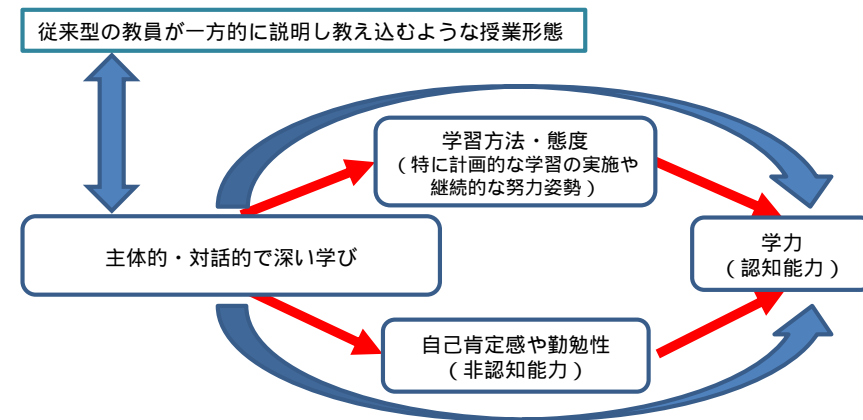 従来型の教員が一方的に説明し教え込むような授業形態
学習方法・態度
（特に計画的な学習の実施や
継続的な努力姿勢）
主体的・対話的で深い学び
学力
（認知能力）
自己肯定感や勤勉性
（非認知能力）